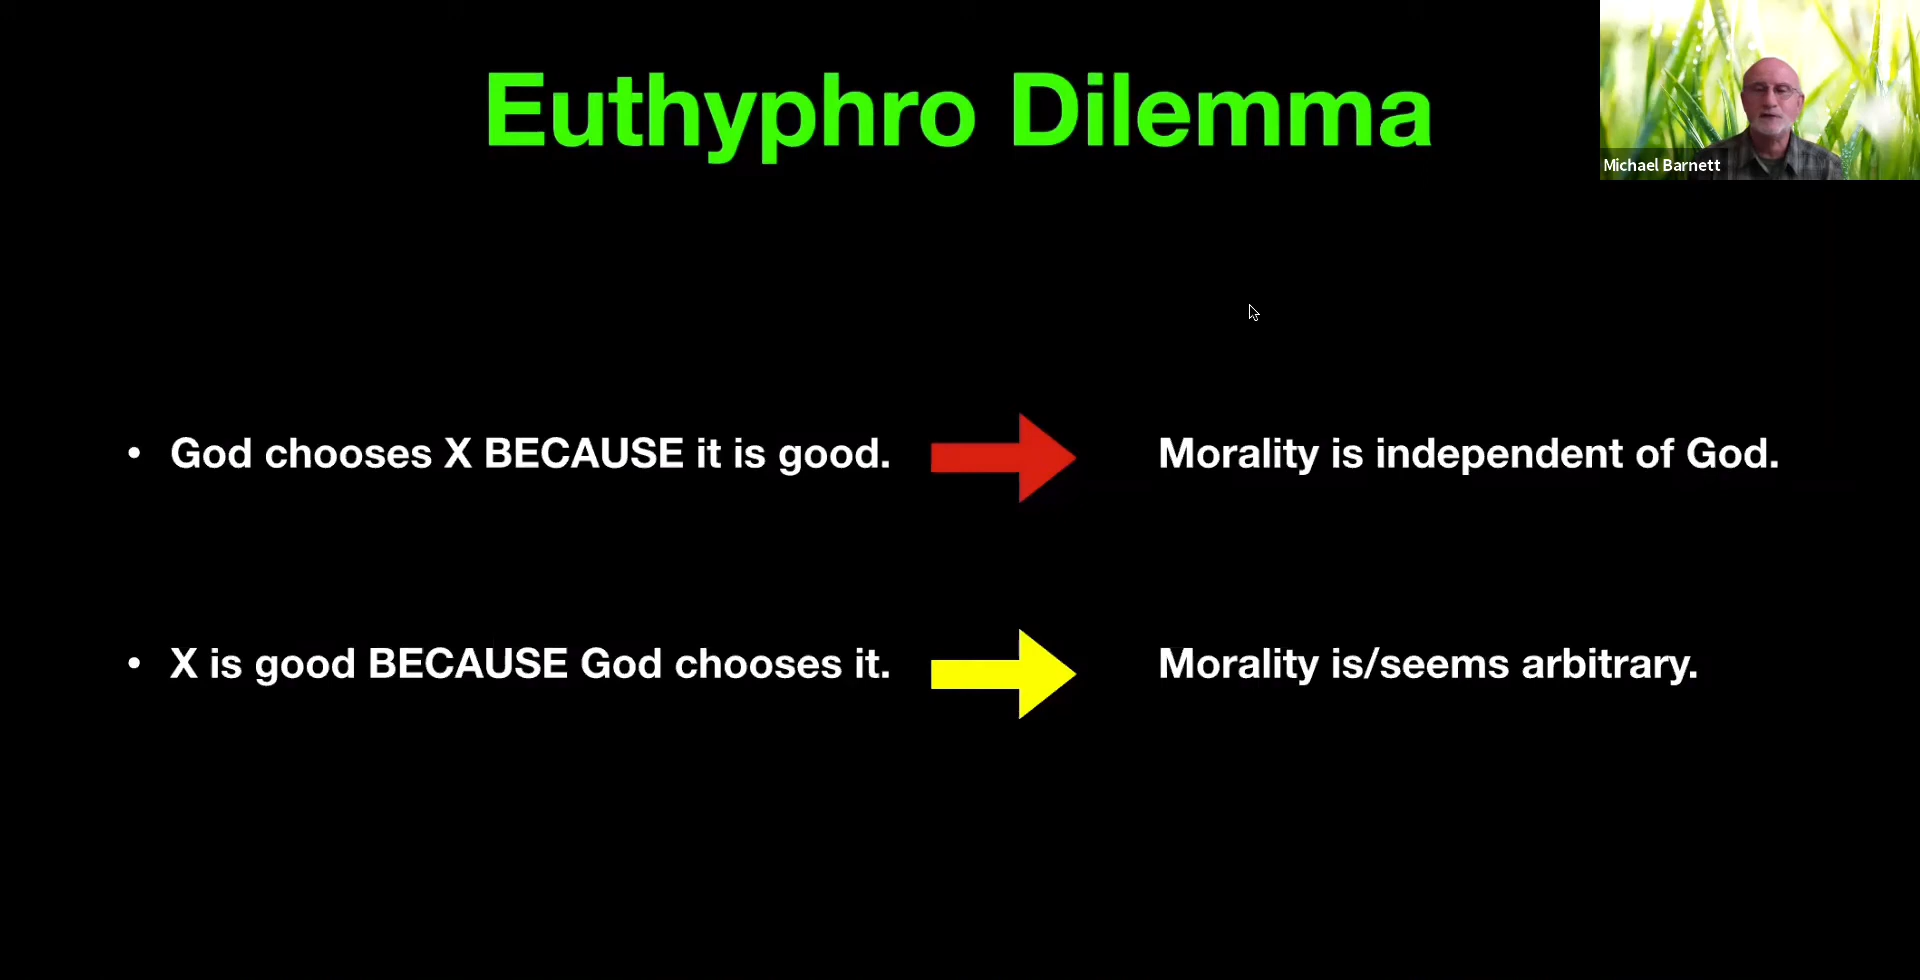 Euthyphro Dilemma
Michael Barnett
• God chooses X BECAUSE it is good. Morality is independent of God.
• X is good BECAUSE God chooses it. Morality is/seems arbitrary.